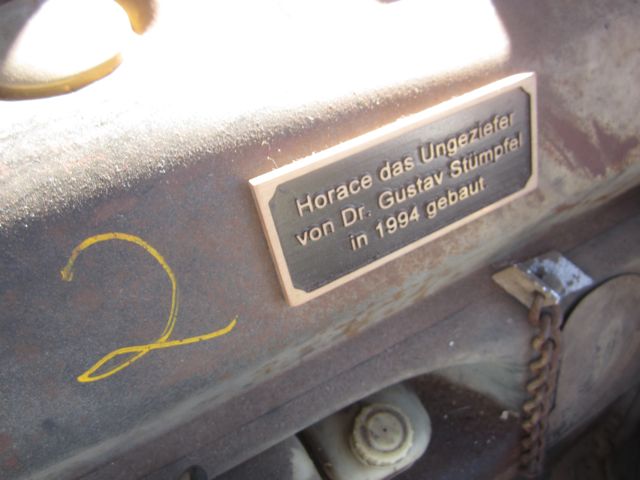 Horace das Ungeziefer
von Dr. Gustav Stümpfel
in 1994 gebaut
2